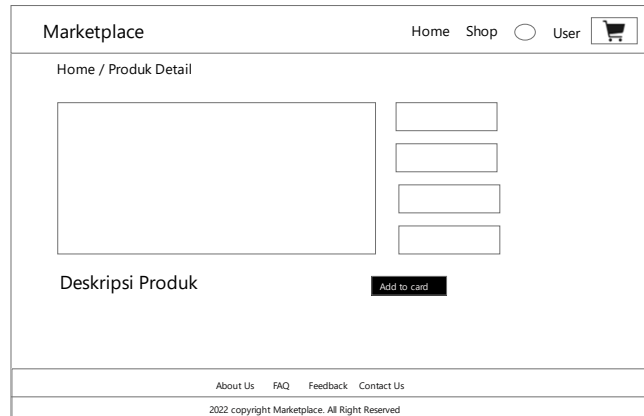 Marketplace Home Shop User
Home / Produk Detail
Deskripsi Produk Add to card
About Us FAQ Feedback Contact Us
2022 copyright Marketplace. All Right Reserved